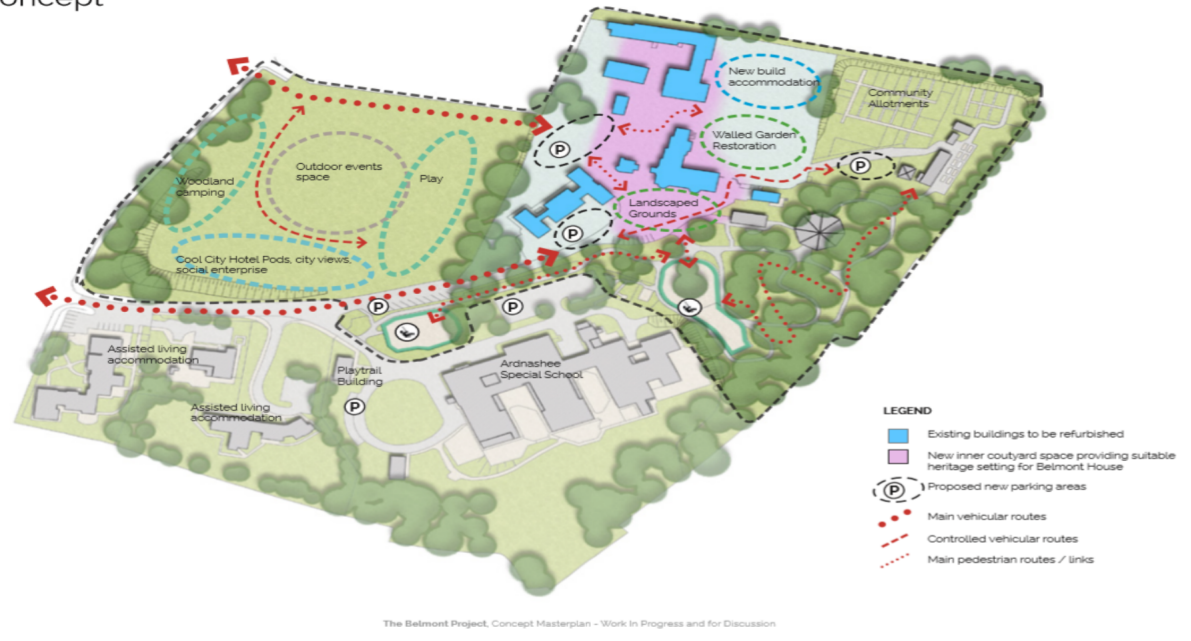 oncept
New build
accommodation
Community
Allotments
Walled Garden
Restoration
P
P
Outdoor events
space
Woodland
camping
Play
Landscaped
Grounds
P
Cool City Hotel Pods, city views,
social enterprise
P
P
Assisted living
accommodation
Playtrail
Building
Ardnashee
Special School
P
Assisted living
accommodation
LEGEND
Existing buildings to be refurbished
New inner coutyard space providing suitable
heritage setting for Belmont House
P Proposed new parking areas
Main vehicular routes
Controlled vehicular routes
Main pedestrian routes / links
The Belmont Project, Concept Masterplan - Work In Progress and for Discussion